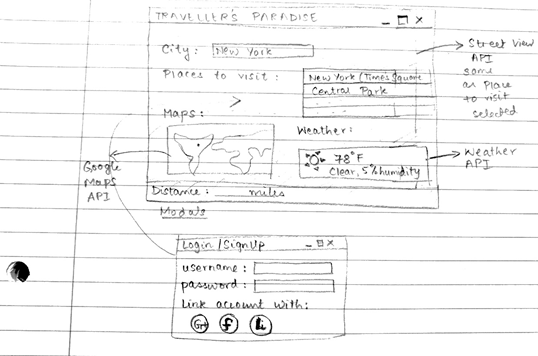 TRAVELLER'S PARADISE
City: New York
Places to visit: New York (Times Square
Central Park
Maps:
Weather:
78°F
Clear, 5% humidity
Distance: miles
Street View
API
same
as place
to visit
selected
Weather
API
Google
Maps
API
Modals
Login/SignUp
username:
password:
Link account with:
G+ f